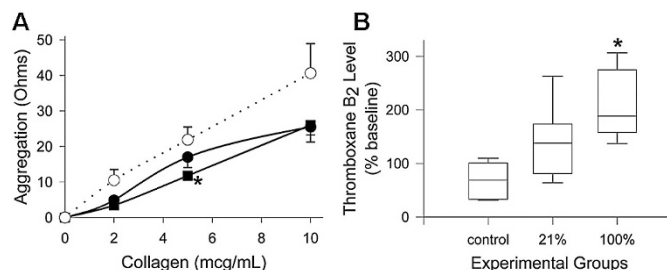 A
Aggregation (Ohms)
50
40
30
20
10
0
*
0 2 4 6 8 10
Collagen (mcg/mL)
B
Thromboxane B2 Level
(% baseline)
300
200
100
0
*
control 21% 100%
Experimental Groups